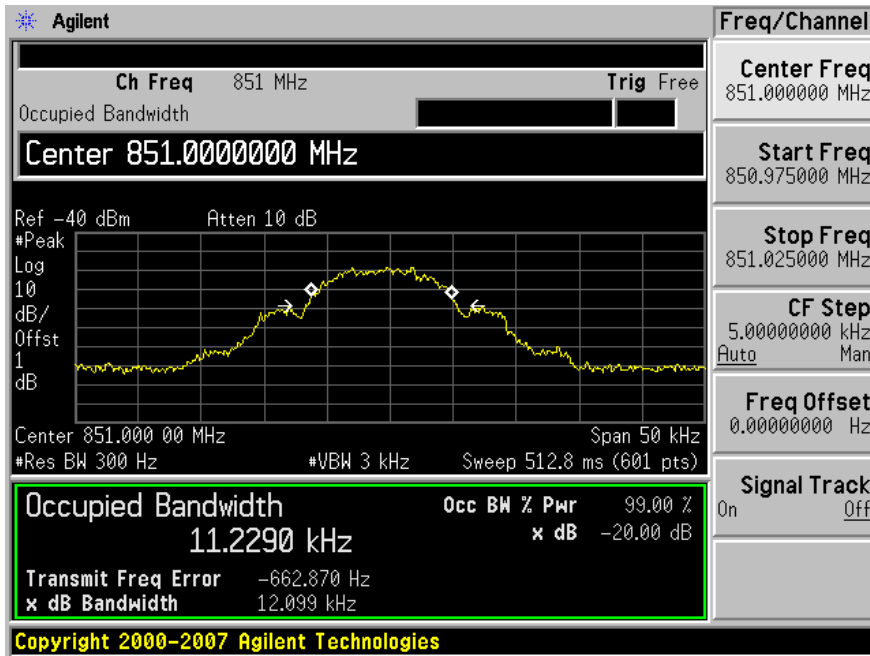 Agilent
Freq/Channel
Ch Freq 851 MHz Trig Free
Occupied Bandwidth
Center 851.0000000 MHz
Ref -40 dBm Atten 10 dB
#Peak
Log
10
dB/
Offst
1
dB
Center 851.000 00 MHz Span 50 kHz
#Res BW 300 Hz #VBW 3 kHz Sweep 512.8 ms (601 pts)
Occupied Bandwidth Occ BW % Pwr 99.00 %
11.2290 kHz x dB -20.00 dB
Transmit Freq Error -662.870 Hz
x dB Bandwidth 12.099 kHz
Center Freq
851.000000 MHz
Start Freq
850.975000 MHz
Stop Freq
851.025000 MHz
CF Step
5.00000000 kHz
Auto Man
Freq Offset
0.00000000 Hz
Signal Track
On Off
Copyright 2000-2007 Agilent Technologies